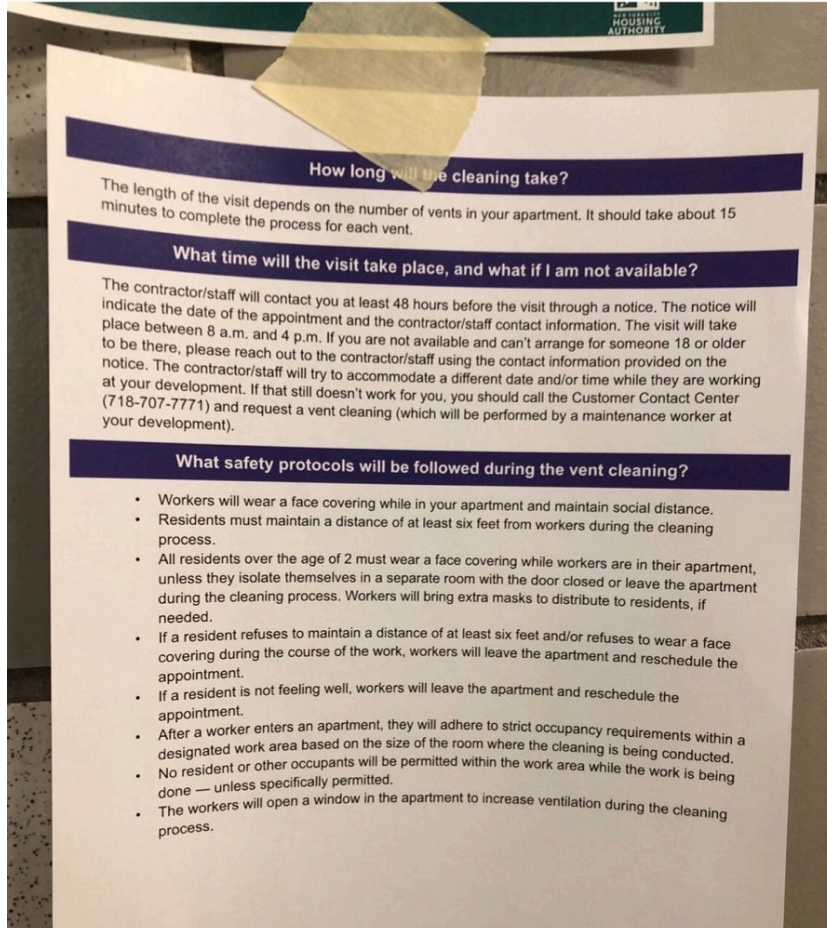 NEW YORK CITY
HOUSING
AUTHORITY
How long will the cleaning take?
The length of the visit depends on the number of vents in your apartment. It should take about 15
minutes to complete the process for each vent.
What time will the visit take place, and what if I am not available?
The contractor/staff will contact you at least 48 hours before the visit through a notice. The notice will
indicate the date of the appointment and the contractor/staff contact information. The visit will take
place between 8 a.m. and 4 p.m. If you are not available and can't arrange for someone 18 or older
to be there, please reach out to the contractor/staff using the contact information provided on the
notice. The contractor/staff will try to accommodate a different date and/or time while they are working
at your development. If that still doesn't work for you, you should call the Customer Contact Center
(718-707-7771) and request a vent cleaning (which will be performed by a maintenance worker at
your development).
What safety protocols will be followed during the vent cleaning?
• Workers will wear a face covering while in your apartment and maintain social distance.
• Residents must maintain a distance of at least six feet from workers during the cleaning
process.
• All residents over the age of 2 must wear a face covering while workers are in their apartment,
unless they isolate themselves in a separate room with the door closed or leave the apartment
during the cleaning process. Workers will bring extra masks to distribute to residents, if
needed.
• If a resident refuses to maintain a distance of at least six feet and/or refuses to wear a face
covering during the course of the work, workers will leave the apartment and reschedule the
appointment.
• If a resident is not feeling well, workers will leave the apartment and reschedule the
appointment.
• After a worker enters an apartment, they will adhere to strict occupancy requirements within a
designated work area based on the size of the room where the cleaning is being conducted.
• No resident or other occupants will be permitted within the work area while the work is being
done — unless specifically permitted.
• The workers will open a window in the apartment to increase ventilation during the cleaning
process.